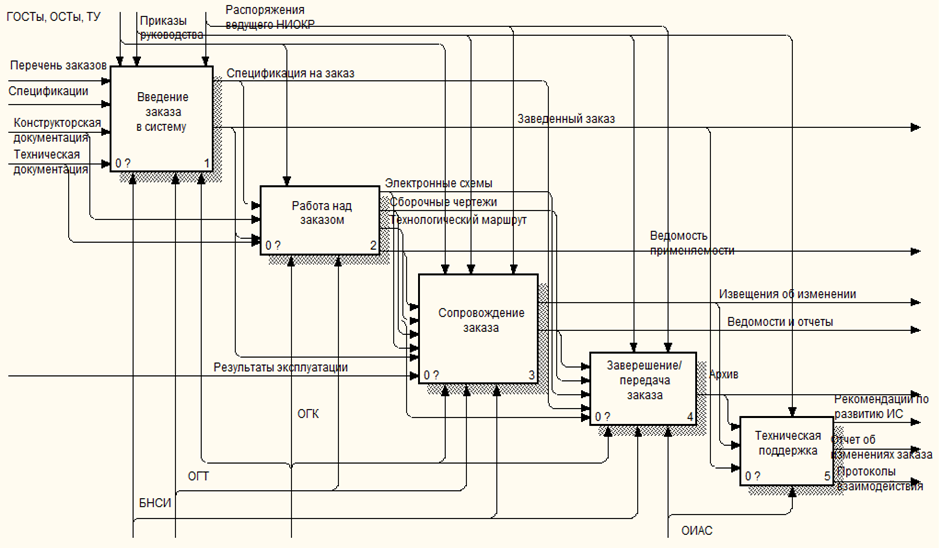 ГОСТы, ОСТы, ТУ
Приказы
руководства
Распоряжения
ведущего НИОКР
Перечень заказов
Спецификации
Конструкторская
документация
Техническая
документация
Введение
заказа
в систему
0 ?
1
Спецификация на заказ
Заведенный заказ
Работа над
заказом
0 ?
2
Электронные схемы
Сборочные чертежи
Технологический маршрут
Ведомость
применяемости
Сопровождение
заказа
0 ?
3
Извещения об изменении
Ведомости и отчеты
Результаты эксплуатации
Заверешение/
передача
заказа
0 ?
4
Архив
Техническая
поддержка
0 ?
5
Рекомендации по
развитию ИС
Отчет об
изменениях заказа
Протоколы
взаимодействия
ОГК
ОГТ
БНСИ
ОИАС